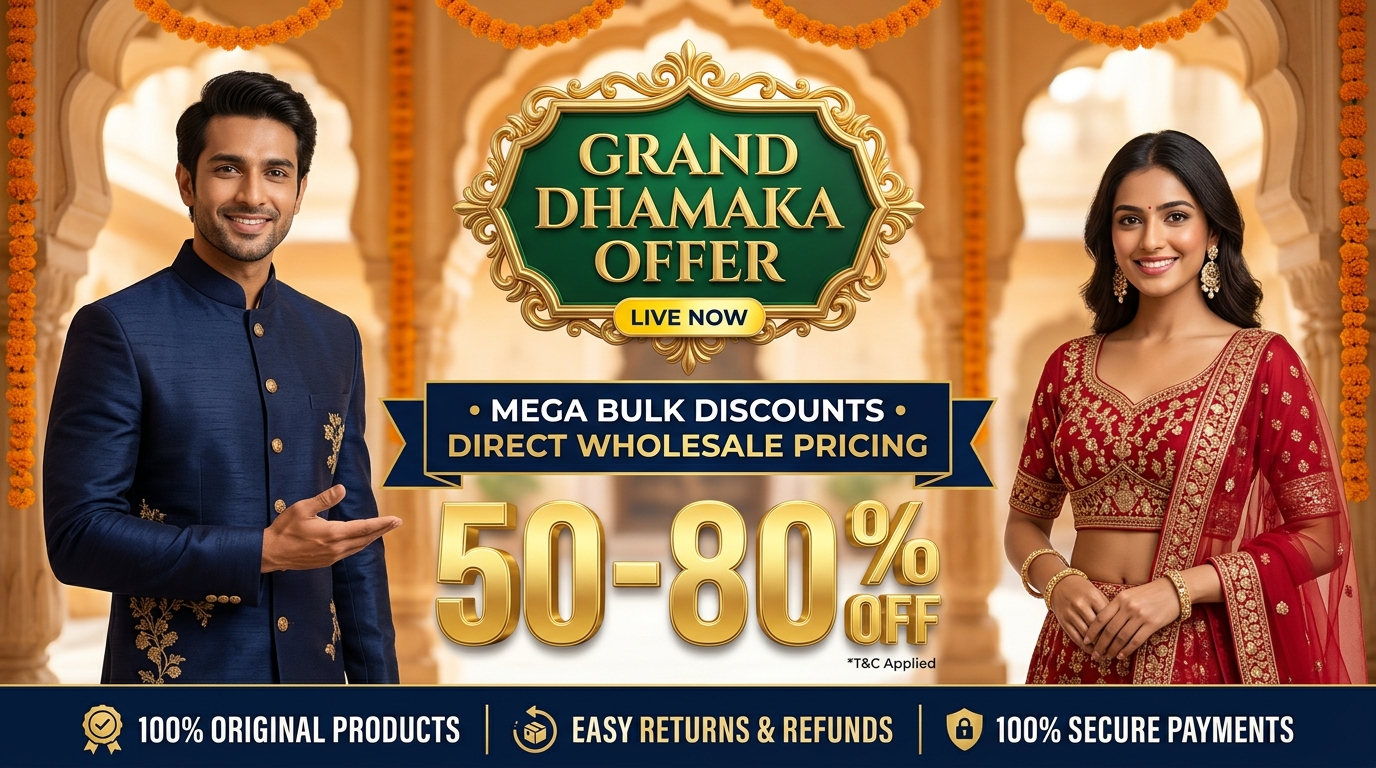 GRAND
DHAMAKA
OFFER
LIVE NOW
• MEGA BULK DISCOUNTS •
DIRECT WHOLESALE PRICING
50-80% OFF
*T&C Applied
100% ORIGINAL PRODUCTS
EASY RETURNS & REFUNDS
100% SECURE PAYMENTS